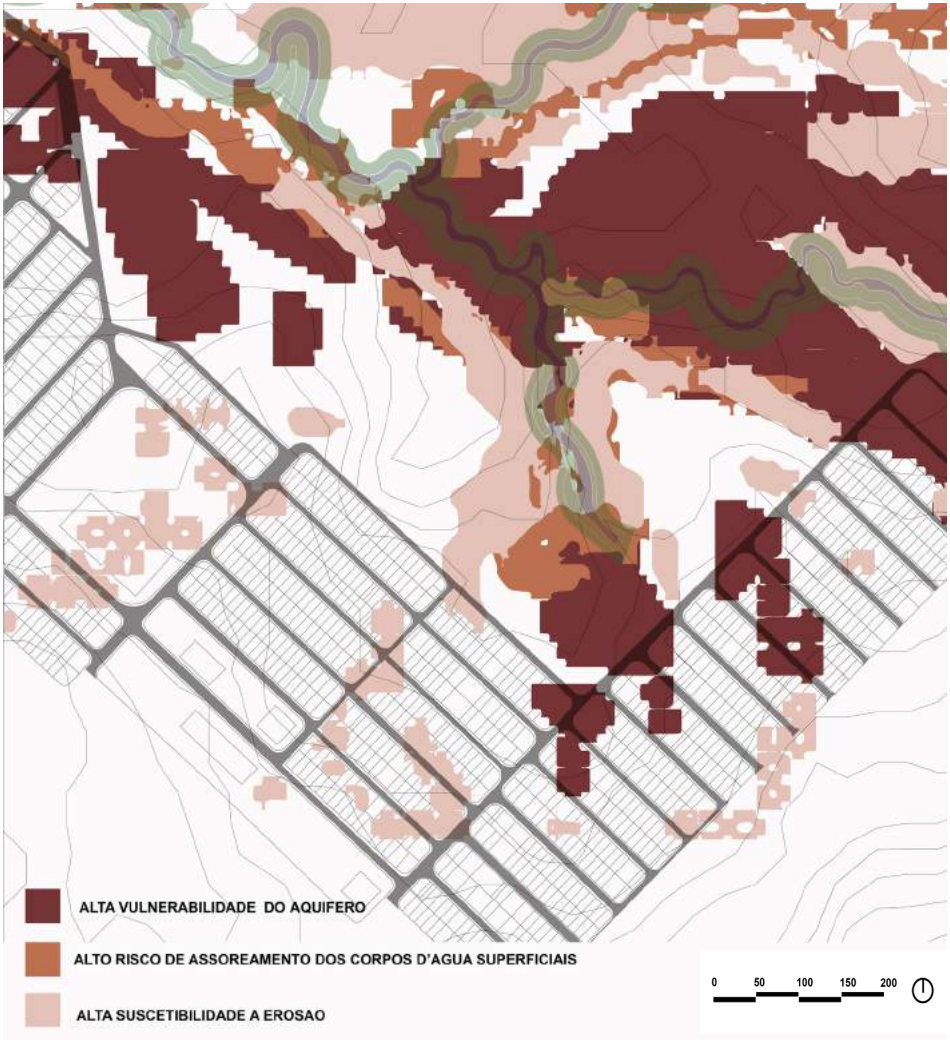 ALTA VULNERABILIDADE DO AQUIFERO
ALTO RISCO DE ASSOREAMENTO DOS CORPOS D'AGUA SUPERFICIAIS
ALTA SUSCETIBILIDADE A EROSAO
0 50 100 150 200